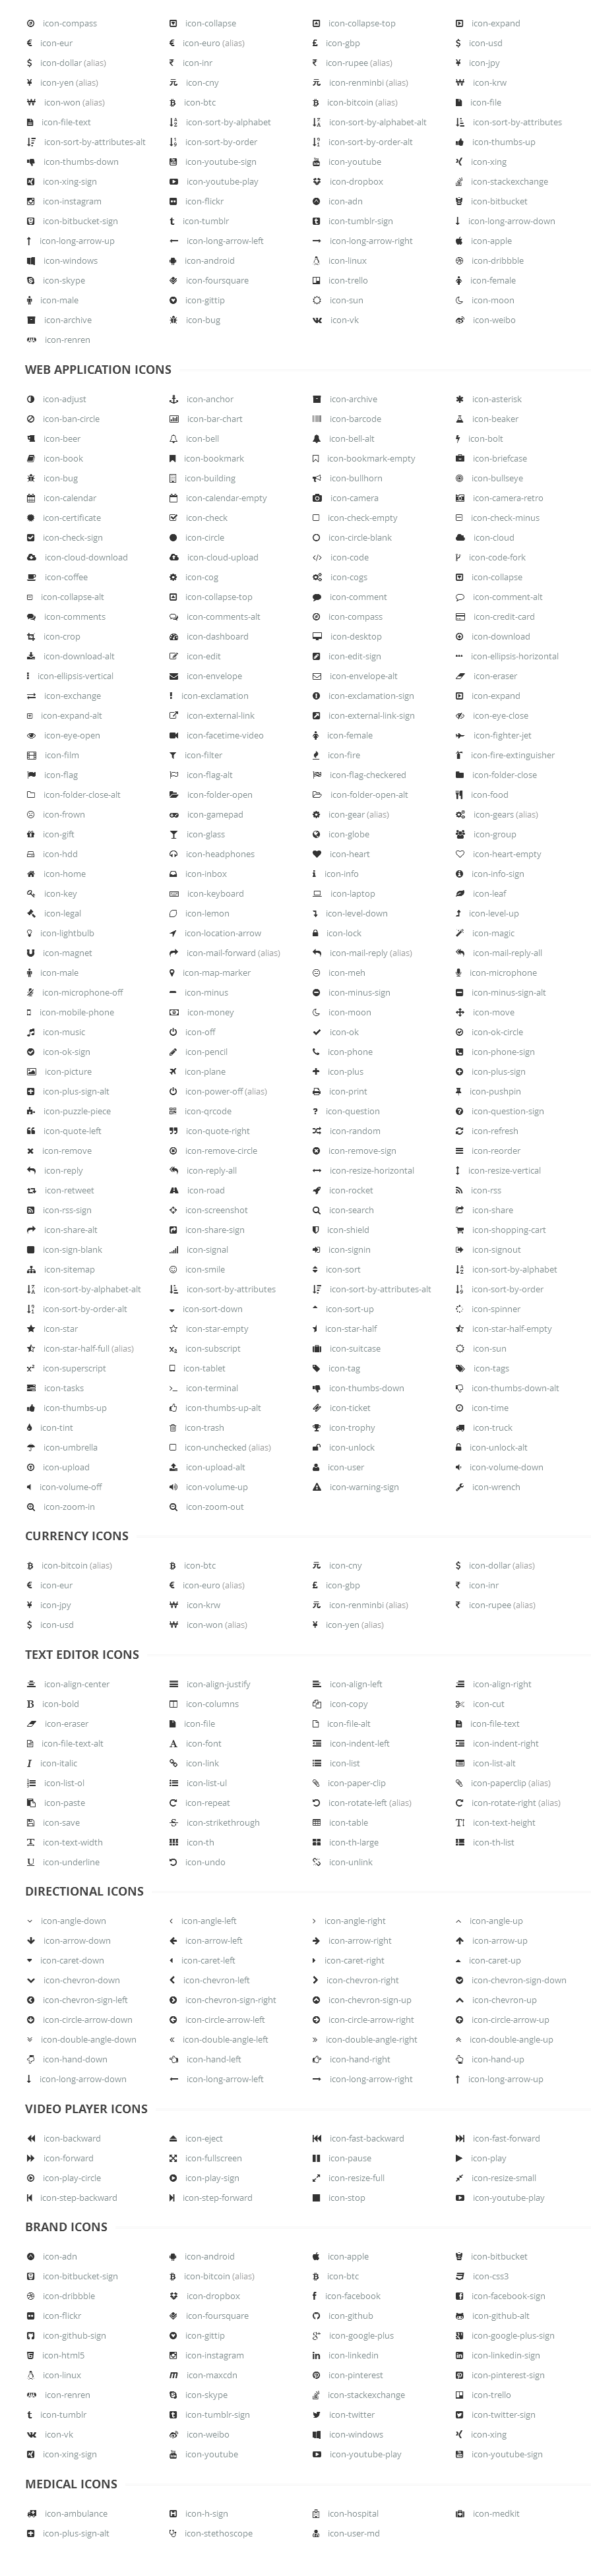 icon-compass icon-collapse icon-collapse-top icon-expand
icon-eur icon-euro (alias) icon-gbp icon-usd
icon-dollar (alias) icon-inr icon-rupee (alias) icon-jpy
icon-yen (alias) icon-cny icon-renminbi (alias) icon-krw
icon-won (alias) icon-btc icon-bitcoin (alias) icon-file
icon-file-text icon-sort-by-alphabet icon-sort-by-alphabet-alt icon-sort-by-attributes
icon-sort-by-attributes-alt icon-sort-by-order icon-sort-by-order-alt icon-thumbs-up
icon-thumbs-down icon-youtube-sign icon-youtube icon-xing
icon-xing-sign icon-youtube-play icon-dropbox icon-stackexchange
icon-instagram icon-flickr icon-adn icon-bitbucket
icon-bitbucket-sign icon-tumblr icon-tumblr-sign icon-long-arrow-down
icon-long-arrow-up icon-long-arrow-left icon-long-arrow-right icon-apple
icon-windows icon-android icon-linux icon-dribbble
icon-skype icon-foursquare icon-trello icon-female
icon-male icon-gittip icon-sun icon-moon
icon-archive icon-bug icon-vk icon-weibo
icon-renren
WEB APPLICATION ICONS
icon-adjust icon-anchor icon-archive icon-asterisk
icon-ban-circle icon-bar-chart icon-barcode icon-beaker
icon-beer icon-bell icon-bell-alt icon-bolt
icon-book icon-bookmark icon-bookmark-empty icon-briefcase
icon-bug icon-building icon-bullhorn icon-bullseye
icon-calendar icon-calendar-empty icon-camera icon-camera-retro
icon-certificate icon-check icon-check-empty icon-check-minus
icon-check-sign icon-circle icon-circle-blank icon-cloud
icon-cloud-download icon-cloud-upload icon-code icon-code-fork
icon-coffee icon-cog icon-cogs icon-collapse
icon-collapse-alt icon-collapse-top icon-comment icon-comment-alt
icon-comments icon-comments-alt icon-compass icon-credit-card
icon-crop icon-dashboard icon-desktop icon-download
icon-download-alt icon-edit icon-edit-sign icon-ellipsis-horizontal
icon-ellipsis-vertical icon-envelope icon-envelope-alt icon-eraser
icon-exchange icon-exclamation icon-exclamation-sign icon-expand
icon-expand-alt icon-external-link icon-external-link-sign icon-eye-close
icon-eye-open icon-facetime-video icon-female icon-fighter-jet
icon-film icon-filter icon-fire icon-fire-extinguisher
icon-flag icon-flag-alt icon-flag-checkered icon-folder-close
icon-folder-close-alt icon-folder-open icon-folder-open-alt icon-food
icon-frown icon-gamepad icon-gear (alias) icon-gears (alias)
icon-gift icon-glass icon-globe icon-group
icon-hdd icon-headphones icon-heart icon-heart-empty
icon-home icon-inbox icon-info icon-info-sign
icon-key icon-keyboard icon-laptop icon-leaf
icon-legal icon-lemon icon-level-down icon-level-up
icon-lightbulb icon-location-arrow icon-lock icon-magic
icon-magnet icon-mail-forward (alias) icon-mail-reply (alias) icon-mail-reply-all
icon-male icon-map-marker icon-meh icon-microphone
icon-microphone-off icon-minus icon-minus-sign icon-minus-sign-alt
icon-mobile-phone icon-money icon-moon icon-move
icon-music icon-off icon-ok icon-ok-circle
icon-ok-sign icon-pencil icon-phone icon-phone-sign
icon-picture icon-plane icon-plus icon-plus-sign
icon-plus-sign-alt icon-power-off (alias) icon-print icon-pushpin
icon-puzzle-piece icon-qrcode icon-question icon-question-sign
icon-quote-left icon-quote-right icon-random icon-refresh
icon-remove icon-remove-circle icon-remove-sign icon-reorder
icon-reply icon-reply-all icon-resize-horizontal icon-resize-vertical
icon-retweet icon-road icon-rocket icon-rss
icon-rss-sign icon-screenshot icon-search icon-share
icon-share-alt icon-share-sign icon-shield icon-shopping-cart
icon-sign-blank icon-signal icon-signin icon-signout
icon-sitemap icon-smile icon-sort icon-sort-by-alphabet
icon-sort-by-alphabet-alt icon-sort-by-attributes icon-sort-by-attributes-alt icon-sort-by-order
icon-sort-by-order-alt icon-sort-down icon-sort-up icon-spinner
icon-star icon-star-empty icon-star-half icon-star-half-empty
icon-star-half-full (alias) icon-subscript icon-suitcase icon-sun
icon-superscript icon-tablet icon-tag icon-tags
icon-tasks icon-terminal icon-thumbs-down icon-thumbs-down-alt
icon-thumbs-up icon-thumbs-up-alt icon-ticket icon-time
icon-tint icon-trash icon-trophy icon-truck
icon-umbrella icon-unchecked (alias) icon-unlock icon-unlock-alt
icon-upload icon-upload-alt icon-user icon-volume-down
icon-volume-off icon-volume-up icon-warning-sign icon-wrench
icon-zoom-in icon-zoom-out
CURRENCY ICONS
icon-bitcoin (alias) icon-btc icon-cny icon-dollar (alias)
icon-eur icon-euro (alias) icon-gbp icon-inr
icon-jpy icon-krw icon-renminbi (alias) icon-rupee (alias)
icon-usd icon-won (alias) icon-yen (alias)
TEXT EDITOR ICONS
icon-align-center icon-align-justify icon-align-left icon-align-right
icon-bold icon-columns icon-copy icon-cut
icon-eraser icon-file icon-file-alt icon-file-text
icon-file-text-alt icon-font icon-indent-left icon-indent-right
icon-italic icon-link icon-list icon-list-alt
icon-list-ol icon-list-ul icon-paper-clip icon-paperclip (alias)
icon-paste icon-repeat icon-rotate-left (alias) icon-rotate-right (alias)
icon-save icon-strikethrough icon-table icon-text-height
icon-text-width icon-th icon-th-large icon-th-list
icon-underline icon-undo icon-unlink
DIRECTIONAL ICONS
icon-angle-down icon-angle-left icon-angle-right icon-angle-up
icon-arrow-down icon-arrow-left icon-arrow-right icon-arrow-up
icon-caret-down icon-caret-left icon-caret-right icon-caret-up
icon-chevron-down icon-chevron-left icon-chevron-right icon-chevron-sign-down
icon-chevron-sign-left icon-chevron-sign-right icon-chevron-sign-up icon-chevron-up
icon-circle-arrow-down icon-circle-arrow-left icon-circle-arrow-right icon-circle-arrow-up
icon-double-angle-down icon-double-angle-left icon-double-angle-right icon-double-angle-up
icon-hand-down icon-hand-left icon-hand-right icon-hand-up
icon-long-arrow-down icon-long-arrow-left icon-long-arrow-right icon-long-arrow-up
VIDEO PLAYER ICONS
icon-backward icon-eject icon-fast-backward icon-fast-forward
icon-forward icon-fullscreen icon-pause icon-play
icon-play-circle icon-play-sign icon-resize-full icon-resize-small
icon-step-backward icon-step-forward icon-stop icon-youtube-play
BRAND ICONS
icon-adn icon-android icon-apple icon-bitbucket
icon-bitbucket-sign icon-bitcoin (alias) icon-btc icon-css3
icon-dribbble icon-dropbox icon-facebook icon-facebook-sign
icon-flickr icon-foursquare icon-github icon-github-alt
icon-github-sign icon-gittip icon-google-plus icon-google-plus-sign
icon-html5 icon-instagram icon-linkedin icon-linkedin-sign
icon-linux icon-maxcdn icon-pinterest icon-pinterest-sign
icon-renren icon-skype icon-stackexchange icon-trello
icon-tumblr icon-tumblr-sign icon-twitter icon-twitter-sign
icon-vk icon-weibo icon-windows icon-xing
icon-xing-sign icon-youtube icon-youtube-play icon-youtube-sign
MEDICAL ICONS
icon-ambulance icon-h-sign icon-hospital icon-medkit
icon-plus-sign-alt icon-stethoscope icon-user-md